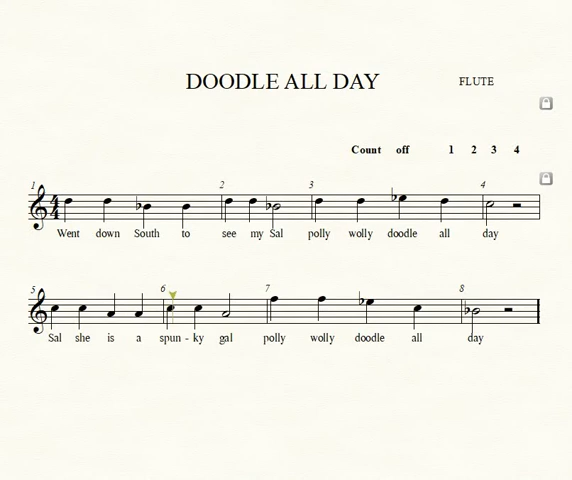 DOODLE ALL DAY FLUTE
Count off 1 2 3 4
1 2 3 4
4
4
Went down South to see my Sal polly wolly doodle all day
5 6 7 8
Sal she is a spun - ky gal polly wolly doodle all day